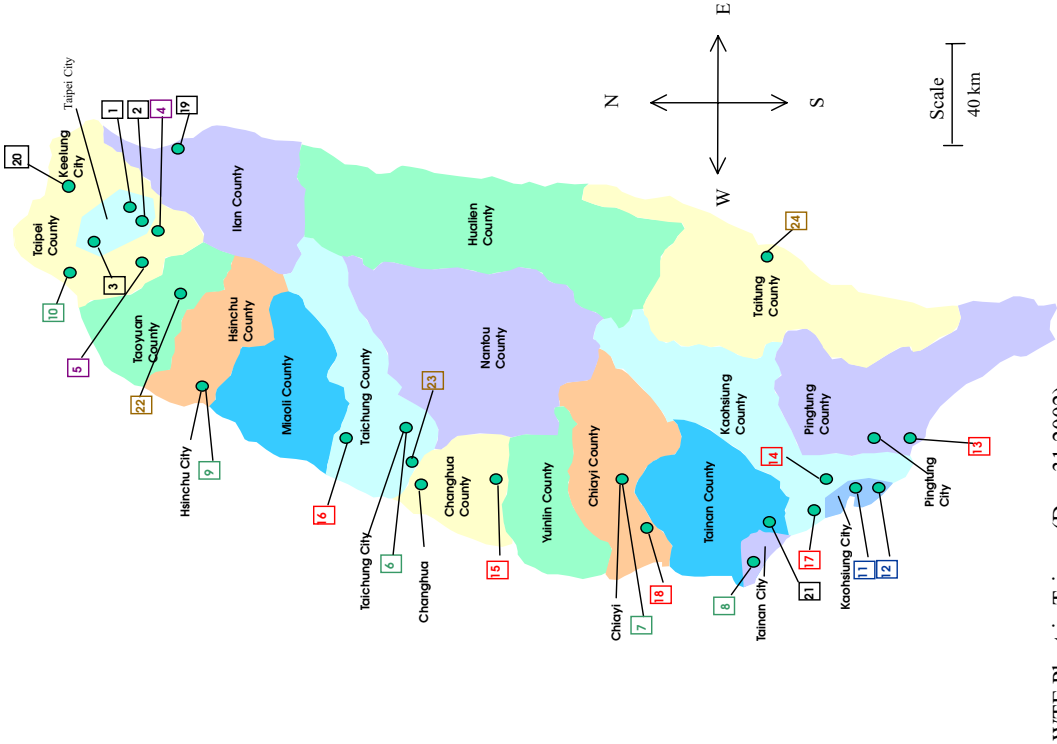 Taipei City
20
Keelung
City
1
2
4
19
Taipei
County
3
10
5
22
Taoyuan
County
Hsinchu
County
Ilan County
Hsinchu City
9
Miaoli County
Taichung County
16
Taichung City
6
23
Changhua
Changhua
County
15
Nantou
County
Hualien
County
Yuinlin County
Chiayi County
Chiayi
7
18
Tainan County
8
Tainan City
21
17
14
Kaohsiung
County
Kaohsiung City
11
12
Pingtung
County
Pingtung
City
13
Taitung
County
24
N
E
W
S
Scale
40 km